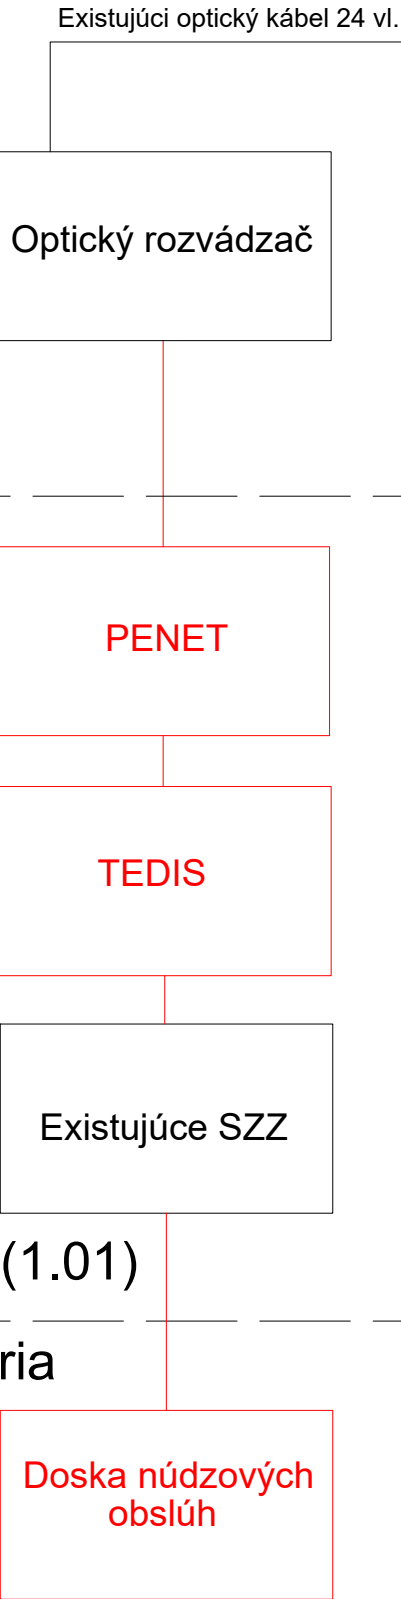 Existujúci optický kábel 24 vl.
Optický rozvádzač
PENET
TEDIS
Existujúce SZZ
(1.01)
ria
Doska núdzových
obslúh